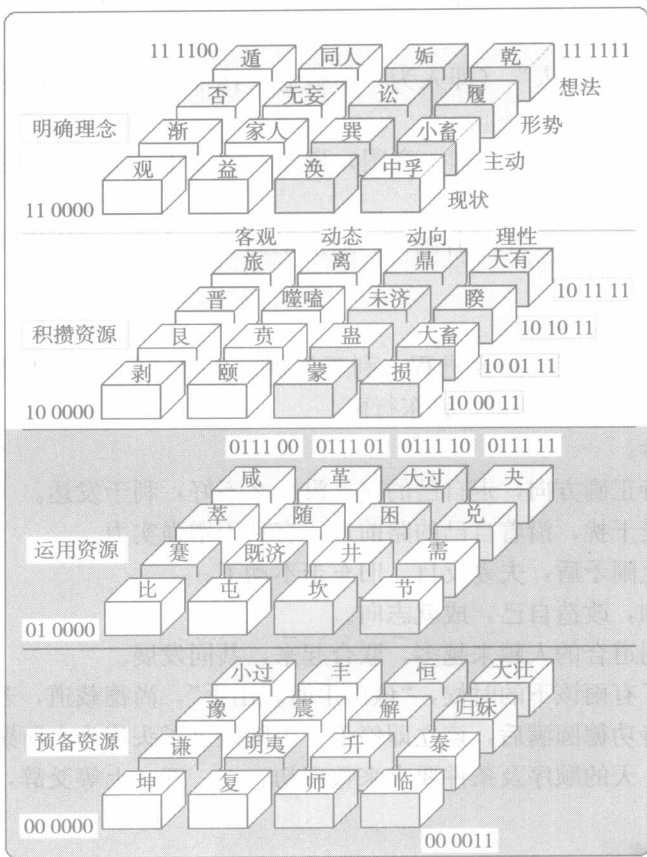 11 1100 遁 同人 姤 乾 11 1111
否 无妄 讼 履 想法
明确理念 渐 家人 巽 小畜 形势
观 益 涣 中孚 主动
11 0000 现状
客观 动态 动向 理性
旅 离 鼎 大有
晋 噬嗑 未济 睽 10 11 11
积攒资源 艮 贲 蛊 大畜 10 10 11
剥 颐 蒙 损 10 01 11
10 0000 10 00 11
0111 00 0111 01 0111 10 0111 11
咸 革 大过 夬
萃 随 困 兑
运用资源 蹇 既济 井 需
比 屯 坎 节
01 0000
小过 丰 恒 大壮
豫 震 解 归妹
预备资源 谦 明夷 升 泰
坤 复 师 临
00 0000 00 0011